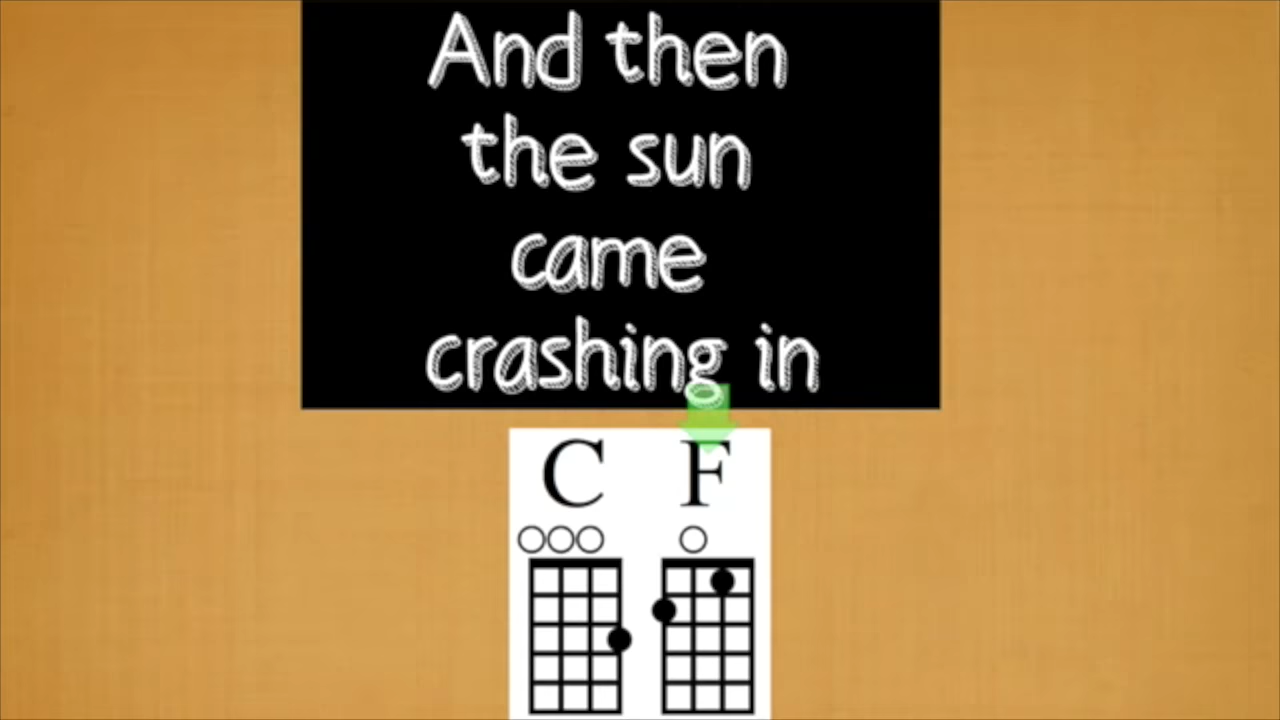 And then
the sun
came
crashing in
C F